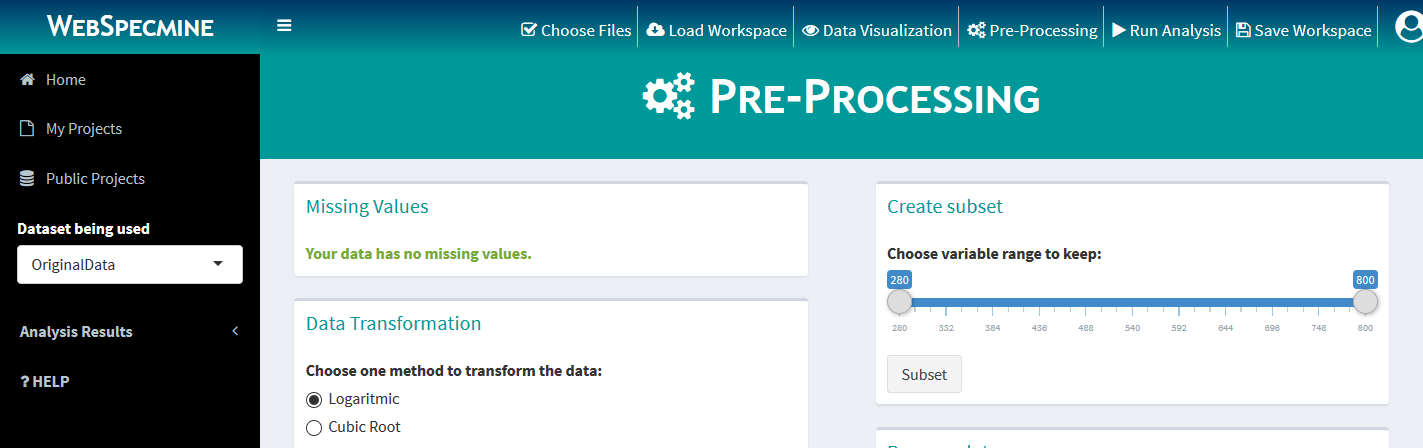 WEBSPECMINE
Choose Files
Load Workspace
Data Visualization
Pre-Processing
Run Analysis
Save Workspace
Home
My Projects
Public Projects
Dataset being used
OriginalData
Analysis Results
? HELP
PRE-PROCESSING
Missing Values
Your data has no missing values.
Data Transformation
Choose one method to transform the data:
Logaritmic
Cubic Root
Create subset
Choose variable range to keep:
280 800
280 332 384 436 488 540 592 644 696 748 800
Subset